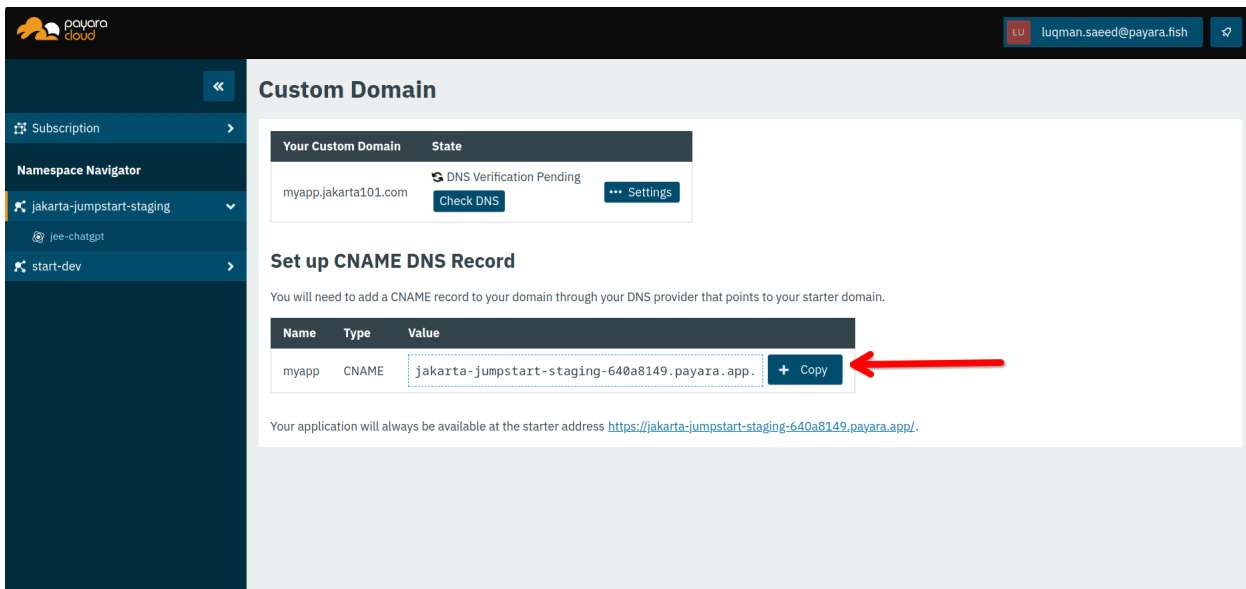 payara
cloud
LU luqman.saeed@payara.fish
Subscription
Namespace Navigator
jakarta-jumpstart-staging
jee-chatgpt
start-dev
Custom Domain
Your Custom Domain State
myapp.jakarta101.com DNS Verification Pending
Check DNS
Settings
Set up CNAME DNS Record
You will need to add a CNAME record to your domain through your DNS provider that points to your starter domain.
Name Type Value
myapp CNAME jakarta-jumpstart-staging-640a8149.payara.app. + Copy
Your application will always be available at the starter address https://jakarta-jumpstart-staging-640a8149.payara.app/.